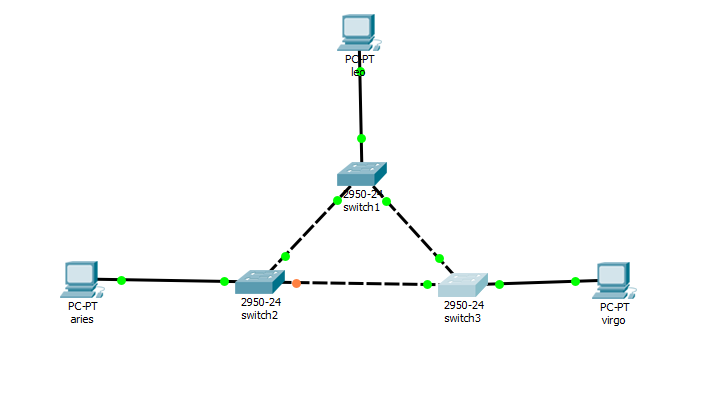 PC-PT
leo
2950-24
switch1
PC-PT
aries
2950-24
switch2
2950-24
switch3
PC-PT
virgo